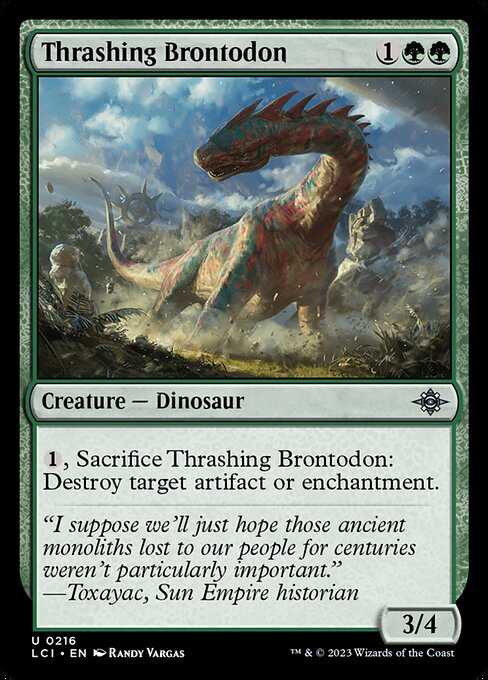 Thrashing Brontodon 1
Creature — Dinosaur
1, Sacrifice Thrashing Brontodon:
Destroy target artifact or enchantment.
“I suppose we’ll just hope those ancient
monoliths lost to our people for centuries
weren’t particularly important.”
—Toxayac, Sun Empire historian
3/4
U 0216
LCI • EN RANDY VARGAS
™ & © 2023 Wizards of the Coast